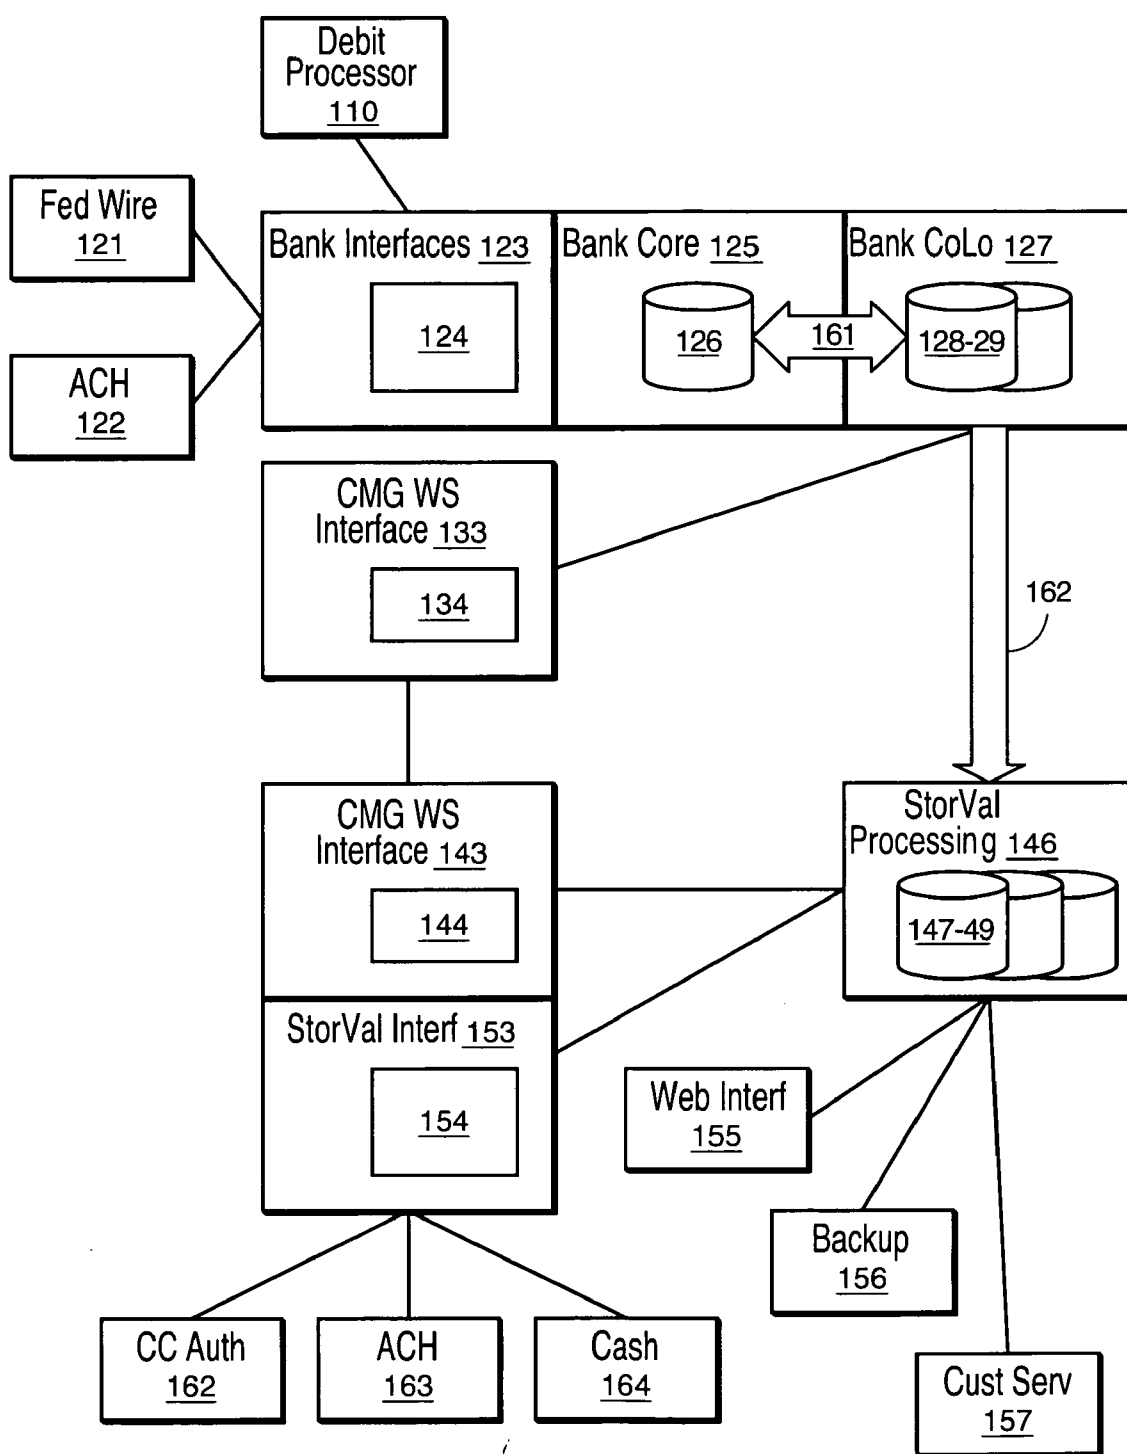 Debit
Processor
110
Fed Wire
121
Bank Interfaces 123
Bank Core 125
Bank CoLo 127
124
126
161
128-29
ACH
122
CMG WS
Interface 133
134
162
CMG WS
Interface 143
144
StorVal
Processing 146
147-49
StorVal Interf 153
154
Web Interf
155
Backup
156
CC Auth
162
ACH
163
Cash
164
Cust Serv
157